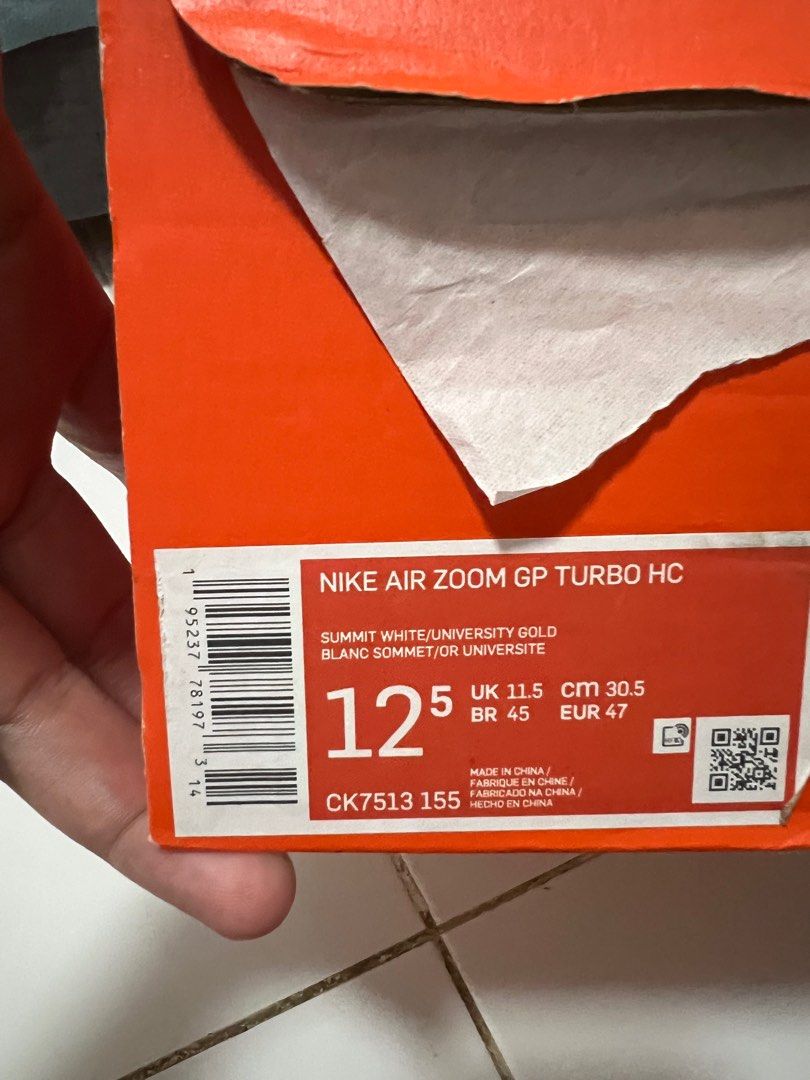 NIKE AIR ZOOM GP TURBO HC
SUMMIT WHITE/UNIVERSITY GOLD
BLANC SOMMET/OR UNIVERSITE
12 5
UK 11.5 cm 30.5
BR 45 EUR 47
CK7513 155
MADE IN CHINA /
FABRIQUE EN CHINE /
FABRICADO NA CHINA /
HECHO EN CHINA
1 95237 78197 3 14